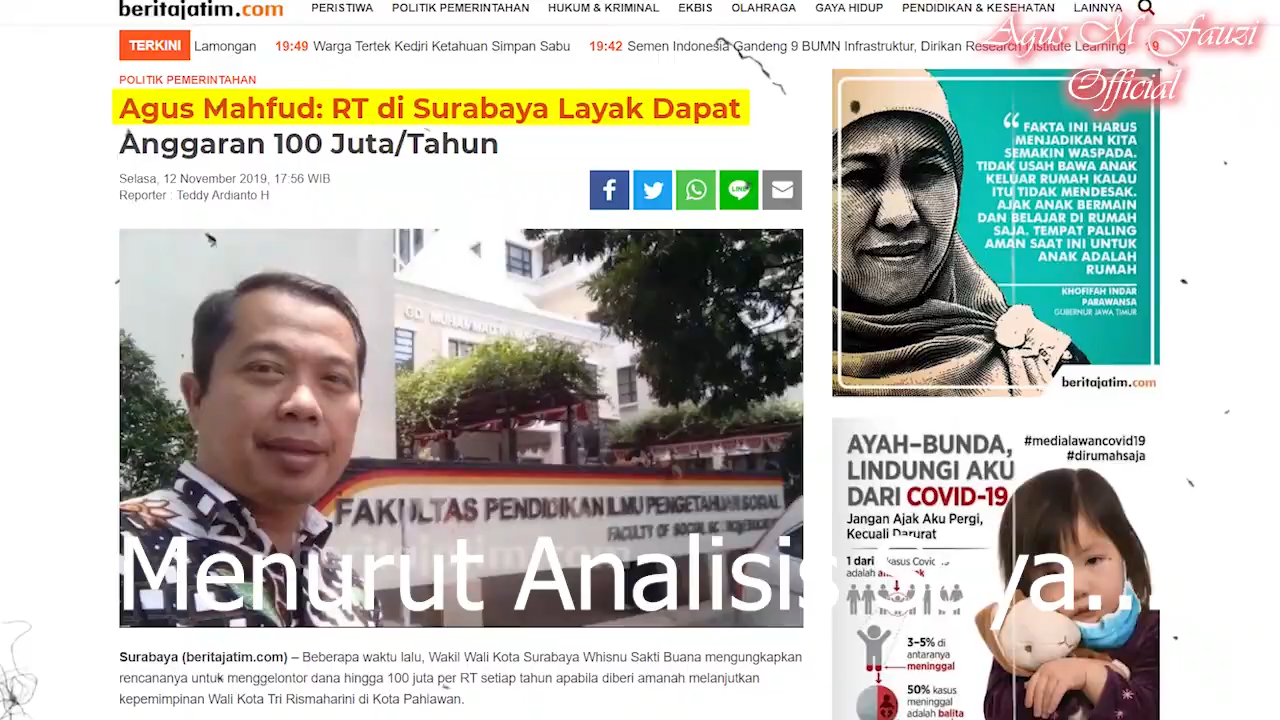 beritajatim.com
PERISTIWA POLITIK PEMERINTAHAN HUKUM & KRIMINAL EKBIS OLAHRAGA GAYA HIDUP PENDIDIKAN & KESEHATAN LAINNYA
TERKINI Lamongan 19:49 Warga Tertek Kediri Ketahuan Simpan Sabu 19:42 Semen Indonesia Gandeng 9 BUMN Infrastruktur, Dirikan Research Institute Learning 19
Agus M Fauzi
Official
POLITIK PEMERINTAHAN
Agus Mahfud: RT di Surabaya Layak Dapat
Anggaran 100 Juta/Tahun
Selasa, 12 November 2019, 17:56 WIB
Reporter : Teddy Ardianto H
LINE
FAKULTAS PENDIDIKAN ILMU PENGETAHUAN SOSIAL
FACULTY OF SOCIAL
Menurut Analisis
Surabaya (beritajatim.com) – Beberapa waktu lalu, Wakil Wali Kota Surabaya Whisnu Sakti Buana mengungkapkan
rencananya untuk menggelontor dana hingga 100 juta per RT setiap tahun apabila diberi amanah melanjutkan
kepemimpinan Wali Kota Tri Rismaharini di Kota Pahlawan.
“ FAKTA INI HARUS
MENJADIKAN KITA
SEMAKIN WASPADA.
TIDAK USAH BAWA ANAK
KELUAR RUMAH KALAU
ITU TIDAK MENDESAK.
AJAK ANAK BERMAIN
DAN BELAJAR DI RUMAH
SAJA. TEMPAT PALING
AMAN SAAT INI UNTUK
ANAK ADALAH
RUMAH
KHOFIFAH INDAR
PARAWANSA
GUBERNUR JAWA TIMUR
beritajatim.com
AYAH-BUNDA,
LINDUNGI AKU
DARI COVID-19
#medialawancovid19
#dirumahsaja
Jangan Ajak Aku Pergi,
Kecuali Darurat
1 dari kasus
adalah
3-5% di
antaranya
meninggal
50% kasus
meninggal
adalah balita